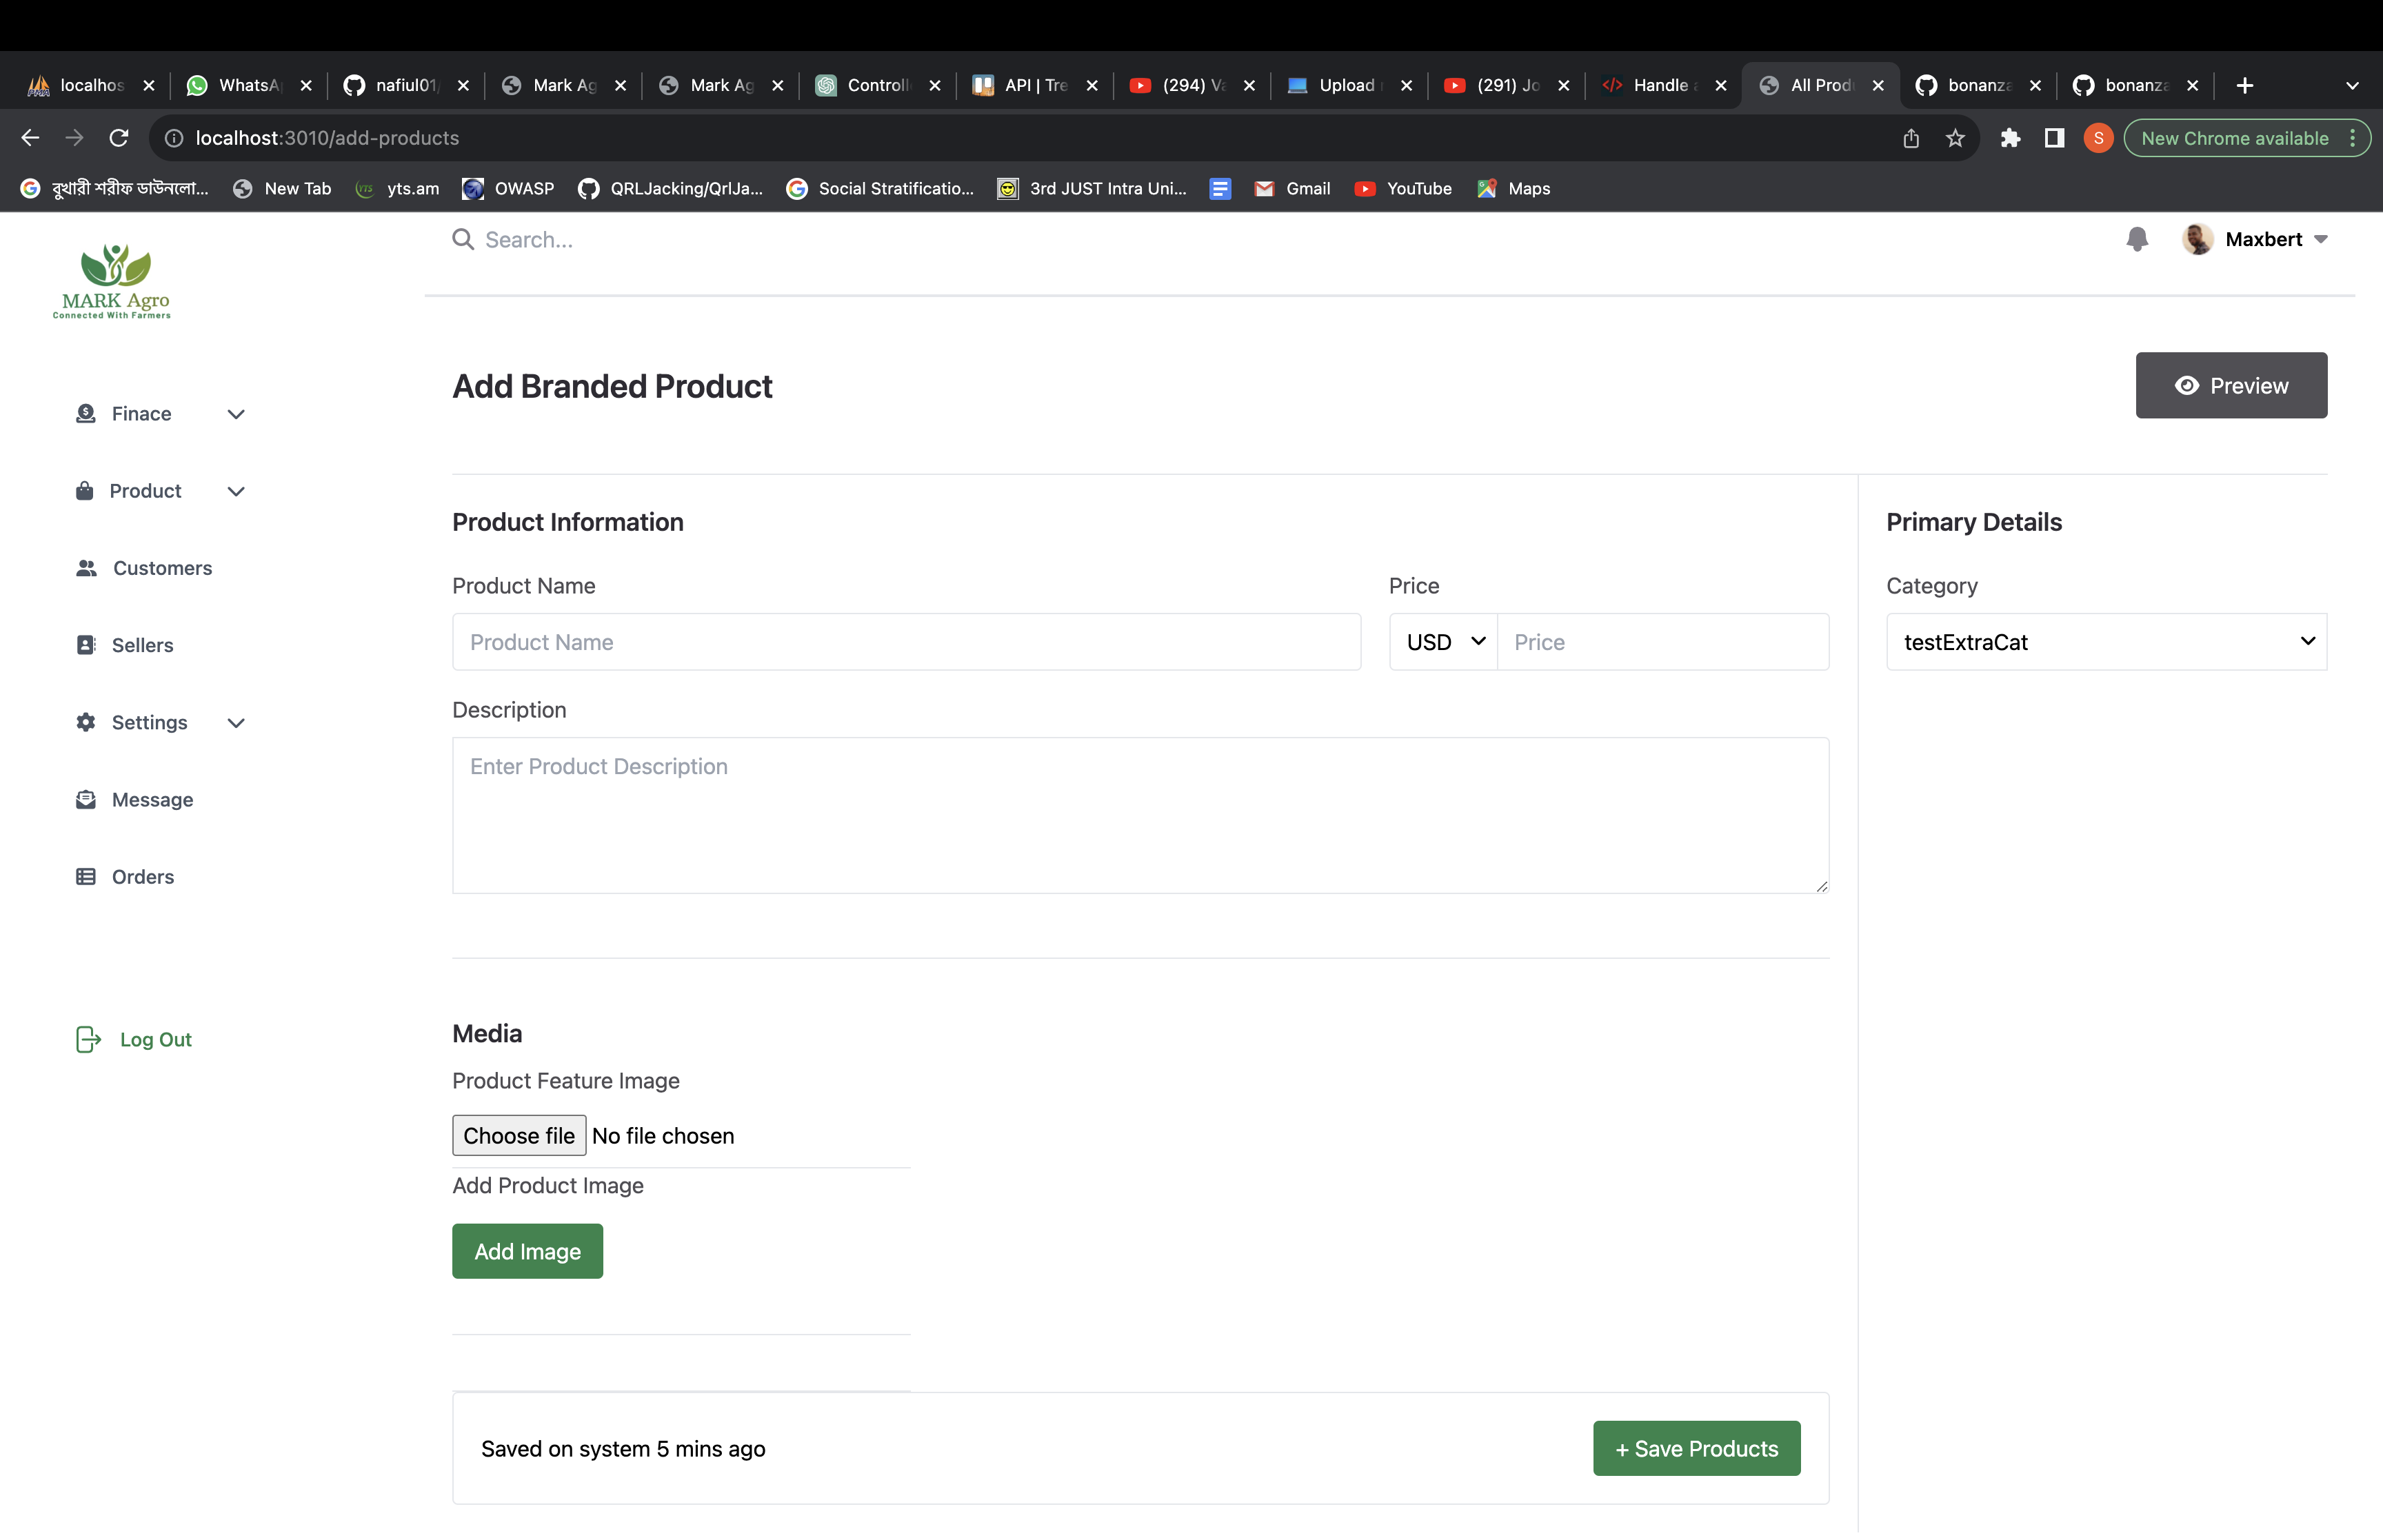 localhos
WhatsA
nafiul01/
Mark Ag
Mark Ag
Controll
API | Tre
(294) Va
Upload
(291) Jo
Handle a
All Prod
bonanza
bonanza
localhost:3010/add-products
S
New Chrome available
বুখারী শরীফ ডাউনলো...
New Tab
yts.am
OWASP
QRLJacking/QrlJa...
Social Stratificatio...
3rd JUST Intra Uni...
Gmail
YouTube
Maps
MARK Agro
Connected With Farmers
Search...
Maxbert
Finace
Product
Customers
Sellers
Settings
Message
Orders
Log Out
Add Branded Product
Preview
Product Information
Product Name
Price
Product Name
USD
Price
Description
Enter Product Description
Primary Details
Category
testExtraCat
Media
Product Feature Image
Choose file No file chosen
Add Product Image
Add Image
Saved on system 5 mins ago
+ Save Products